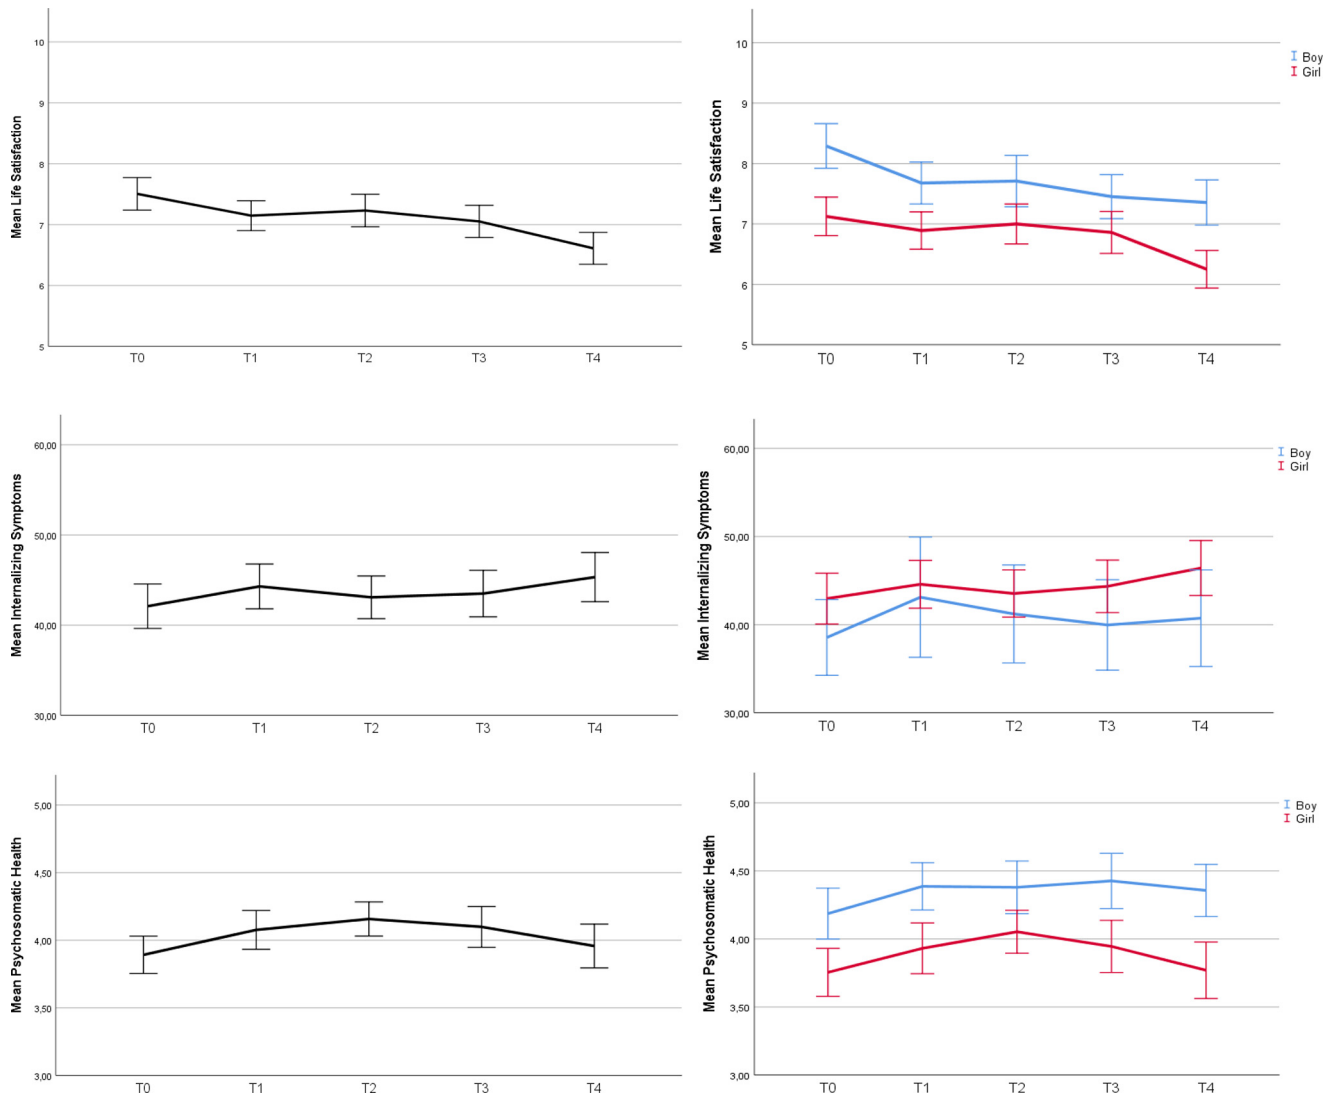 Mean Life Satisfaction
10
9
8
7
6
5
T0 T1 T2 T3 T4
Mean Life Satisfaction
10
9
8
7
6
5
T0 T1 T2 T3 T4
Boy
Girl
Mean Internalizing Symptoms
60,00
50,00
40,00
30,00
T0 T1 T2 T3 T4
Mean Internalizing Symptoms
60,00
50,00
40,00
30,00
T0 T1 T2 T3 T4
Boy
Girl
Mean Psychosomatic Health
5,00
4,50
4,00
3,50
3,00
T0 T1 T2 T3 T4
Mean Psychosomatic Health
5,00
4,50
4,00
3,50
3,00
T0 T1 T2 T3 T4
Boy
Girl